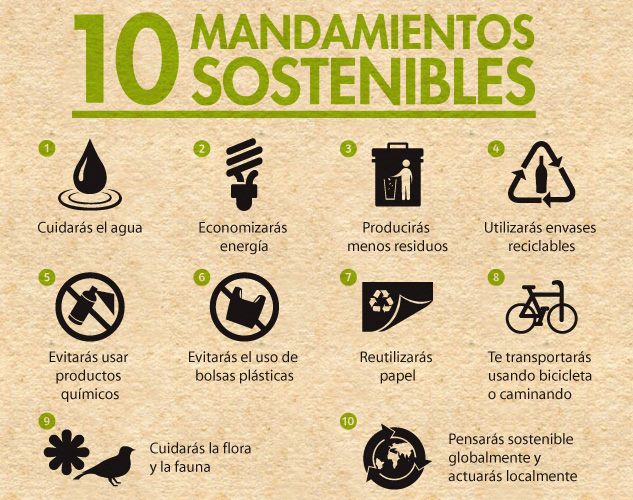 10 MANDAMIENTOS
SOSTENIBLES
1
Cuidarás el agua
2
Economizarás
energía
3
Producirás
menos residuos
4
Utilizarás envases
reciclables
5
Evitarás usar
productos
químicos
6
Evitarás el uso de
bolsas plásticas
7
Reutilizarás
papel
8
Te transportarás
usando bicicleta
o caminando
9
Cuidarás la flora
y la fauna
10
Pensarás sostenible
globalmente y
actuarás localmente